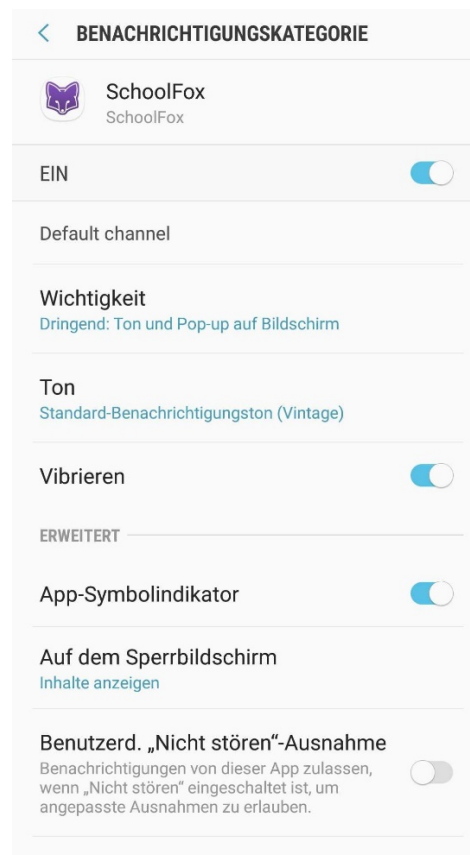 BENACHRICHTIGUNGSKATEGORIE
SchoolFox
SchoolFox
EIN
Default channel
Wichtigkeit
Dringend: Ton und Pop-up auf Bildschirm
Ton
Standard-Benachrichtigungston (Vintage)
Vibrieren
ERWEITERT
App-Symbolindikator
Auf dem Sperrbildschirm
Inhalte anzeigen
Benutzerd. „Nicht stören“-Ausnahme
Benachrichtigungen von dieser App zulassen,
wenn „Nicht stören“ eingeschaltet ist, um
angepasste Ausnahmen zu erlauben.